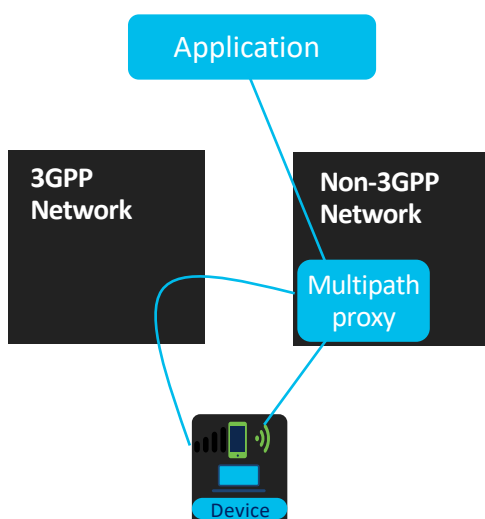 Application
3GPP
Network
Non-3GPP
Network
Multipath
proxy
Device